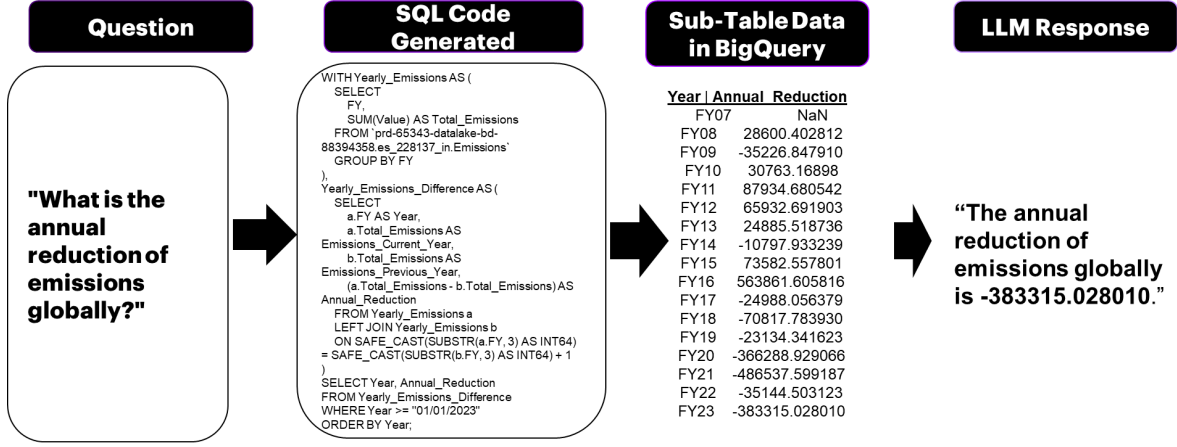 Question
"What is the
annual
reduction of
emissions
globally?"
SQL Code
Generated
WITH Yearly_Emissions AS (
SELECT
FY,
SUM(Value) AS Total_Emissions
FROM `prd-65343-datalake-bd-
88394358.es_228137_in.Emissions`
GROUP BY FY
),
Yearly_Emissions_Difference AS (
SELECT
a.FY AS Year,
a.Total_Emissions AS
Emissions_Current_Year,
b.Total_Emissions AS
Emissions_Previous_Year,
(a.Total_Emissions - b.Total_Emissions) AS
Annual_Reduction
FROM Yearly_Emissions a
LEFT JOIN Yearly_Emissions b
ON SAFE_CAST(SUBSTR(a.FY, 3) AS INT64)
= SAFE_CAST(SUBSTR(b.FY, 3) AS INT64) + 1
)
SELECT Year, Annual_Reduction
FROM Yearly_Emissions_Difference
WHERE Year >= "01/01/2023"
ORDER BY Year;
Sub-Table Data
in BigQuery
Year | Annual_Reduction
FY07 NaN
FY08 28600.402812
FY09 -35226.847910
FY10 30763.16898
FY11 87934.680542
FY12 65932.691903
FY13 24885.518736
FY14 -10797.933239
FY15 73582.557801
FY16 563861.605816
FY17 -24988.056379
FY18 -70817.783930
FY19 -23134.341623
FY20 -366288.929066
FY21 -486537.599187
FY22 -35144.503123
FY23 -383315.028010
LLM Response
“The annual
reduction of
emissions globally
is -383315.028010.”